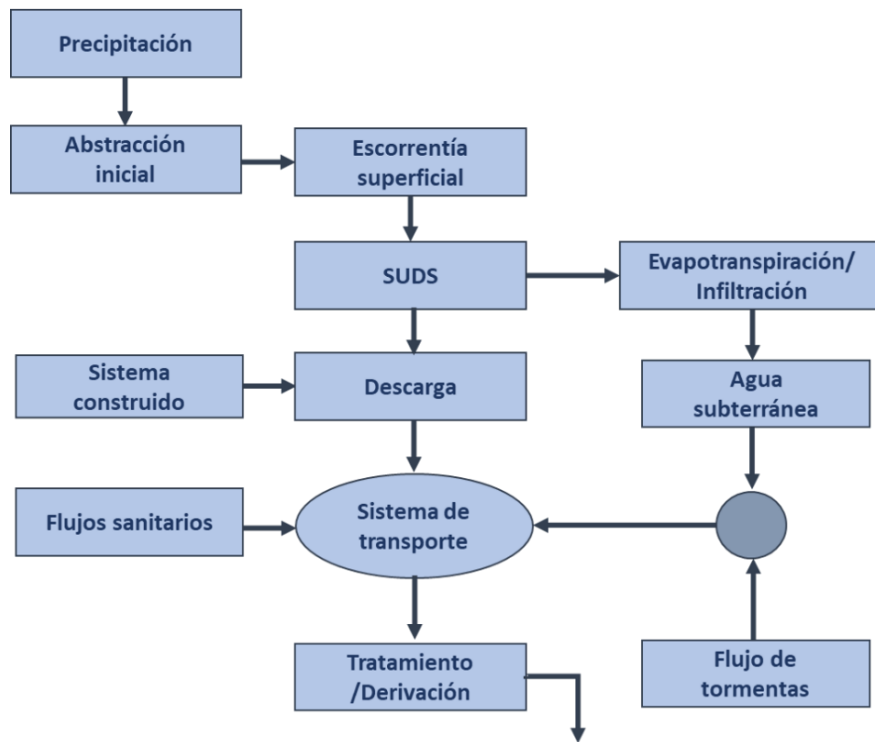 Precipitación
Abstracción
inicial
Escorrentía
superficial
SUDS
Evapotranspiración/
Infiltración
Sistema
construido
Descarga
Agua
subterránea
Flujos sanitarios
Sistema de
transporte
Tratamiento
/Derivación
Flujo de
tormentas